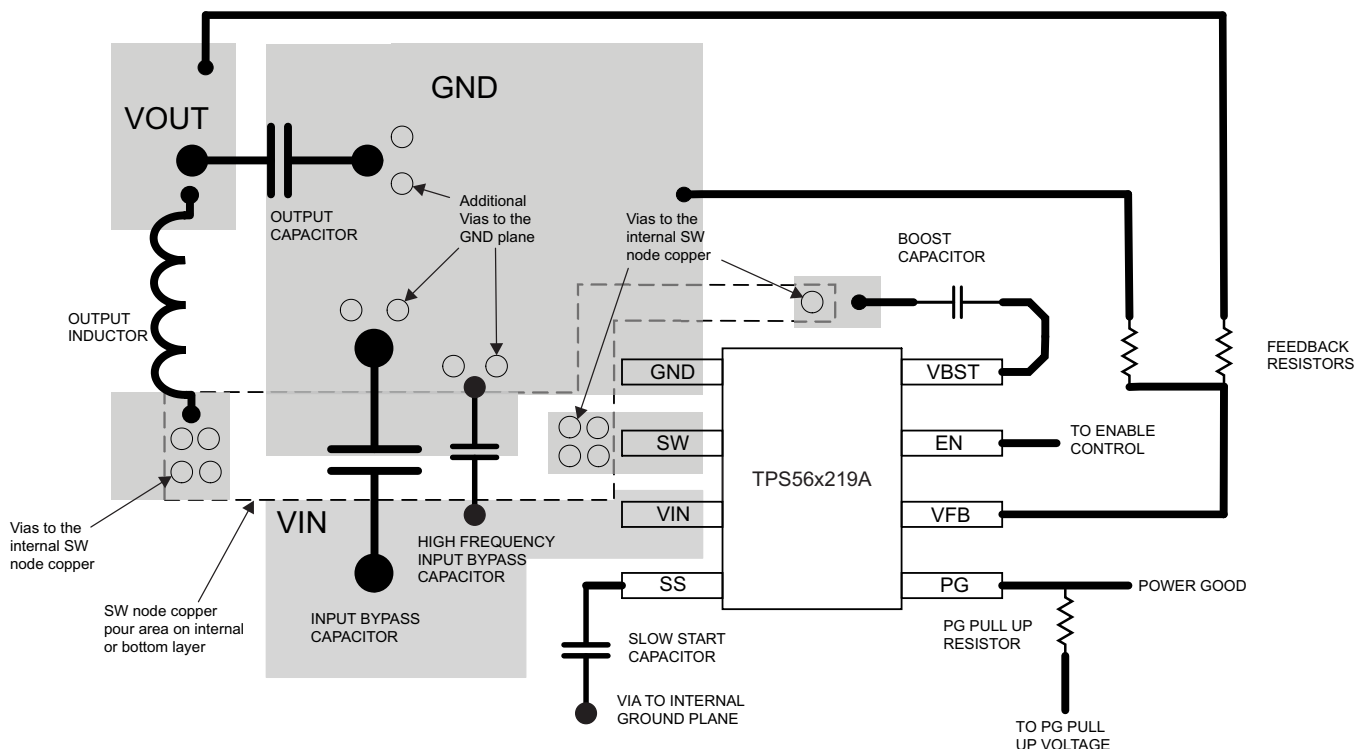 GND
VOUT
OUTPUT
CAPACITOR
Additional
Vias to the
GND plane
Vias to the
internal SW
node copper
BOOST
CAPACITOR
OUTPUT
INDUCTOR
FEEDBACK
RESISTORS
GND
VBST
SW
EN
TO ENABLE
CONTROL
TPS56x219A
VIN
VIN
VFB
Vias to the
internal SW
node copper
HIGH FREQUENCY
INPUT BYPASS
CAPACITOR
SS
PG
POWER GOOD
SW node copper
pour area on internal
or bottom layer
INPUT BYPASS
CAPACITOR
SLOW START
CAPACITOR
PG PULL UP
RESISTOR
VIA TO INTERNAL
GROUND PLANE
TO PG PULL
UP VOLTAGE